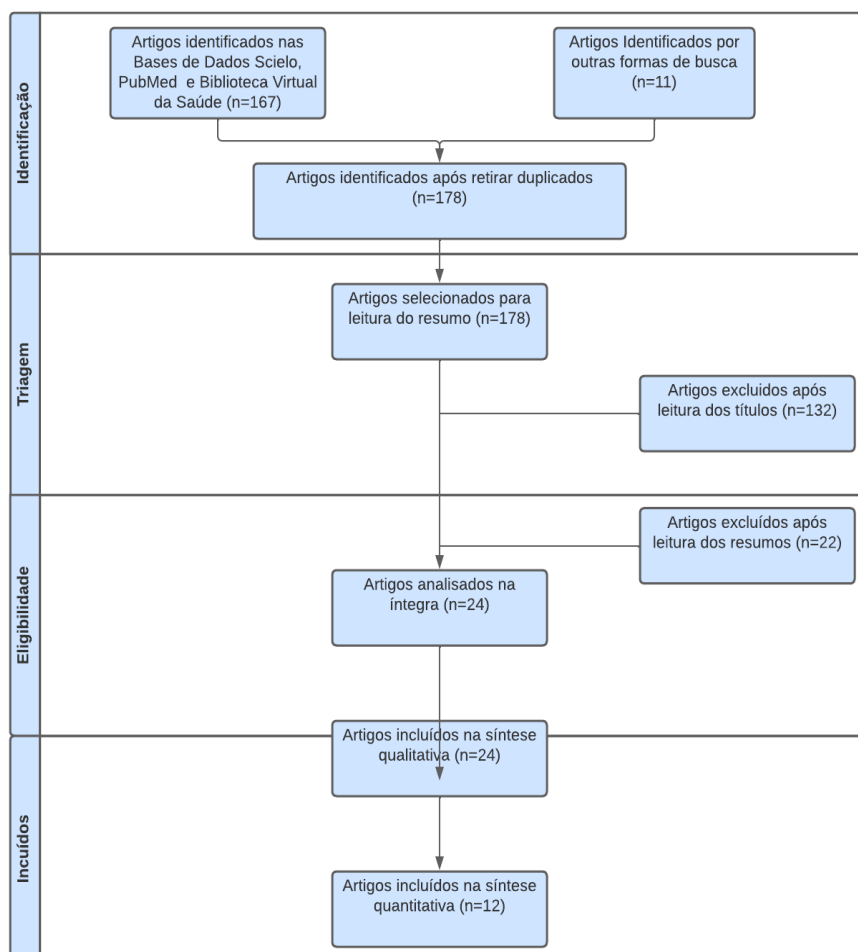 Identificação
Artigos identificados nas
Bases de Dados Scielo,
PubMed e Biblioteca Virtual
da Saúde (n=167)
Artigos Identificados por
outras formas de busca
(n=11)
Artigos identificados após retirar duplicados
(n=178)
Triagem
Artigos selecionados para
leitura do resumo (n=178)
Artigos excluidos após
leitura dos títulos (n=132)
Eligibilidade
Artigos excluídos após
leitura dos resumos (n=22)
Artigos analisados na
íntegra (n=24)
Incuídos
Artigos incluídos na síntese
qualitativa (n=24)
Artigos incluídos na síntese
quantitativa (n=12)